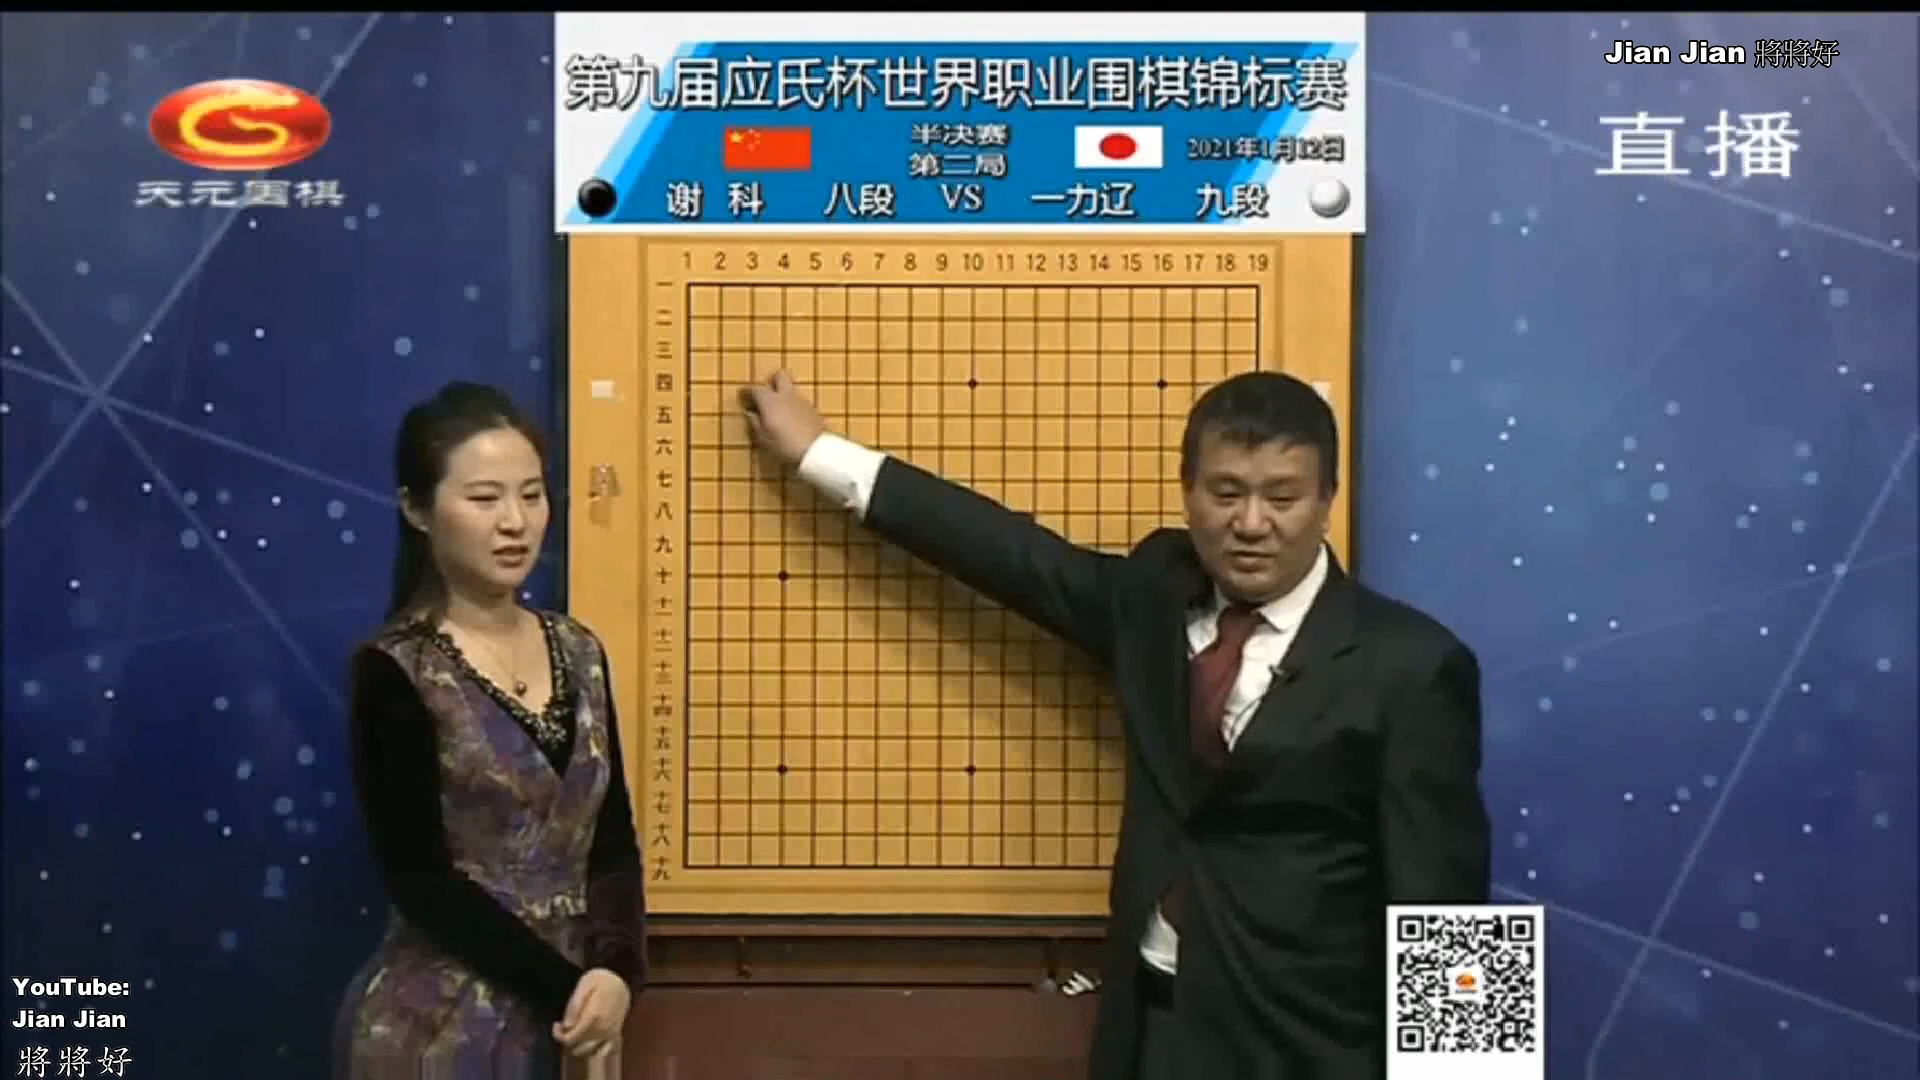 Jian Jian 將將好
第九届应氏杯世界职业围棋锦标赛
天元围棋
直播
半决赛
第二局
2021年1月12日
谢 科 八段 VS 一力辽 九段
1 2 3 4 5 6 7 8 9 10 11 12 13 14 15 16 17 18 19
一
二
三
四
五
六
七
八
九
十
十一
十二
十三
十四
十五
十六
十七
十八
十九
YouTube:
Jian Jian
將將好